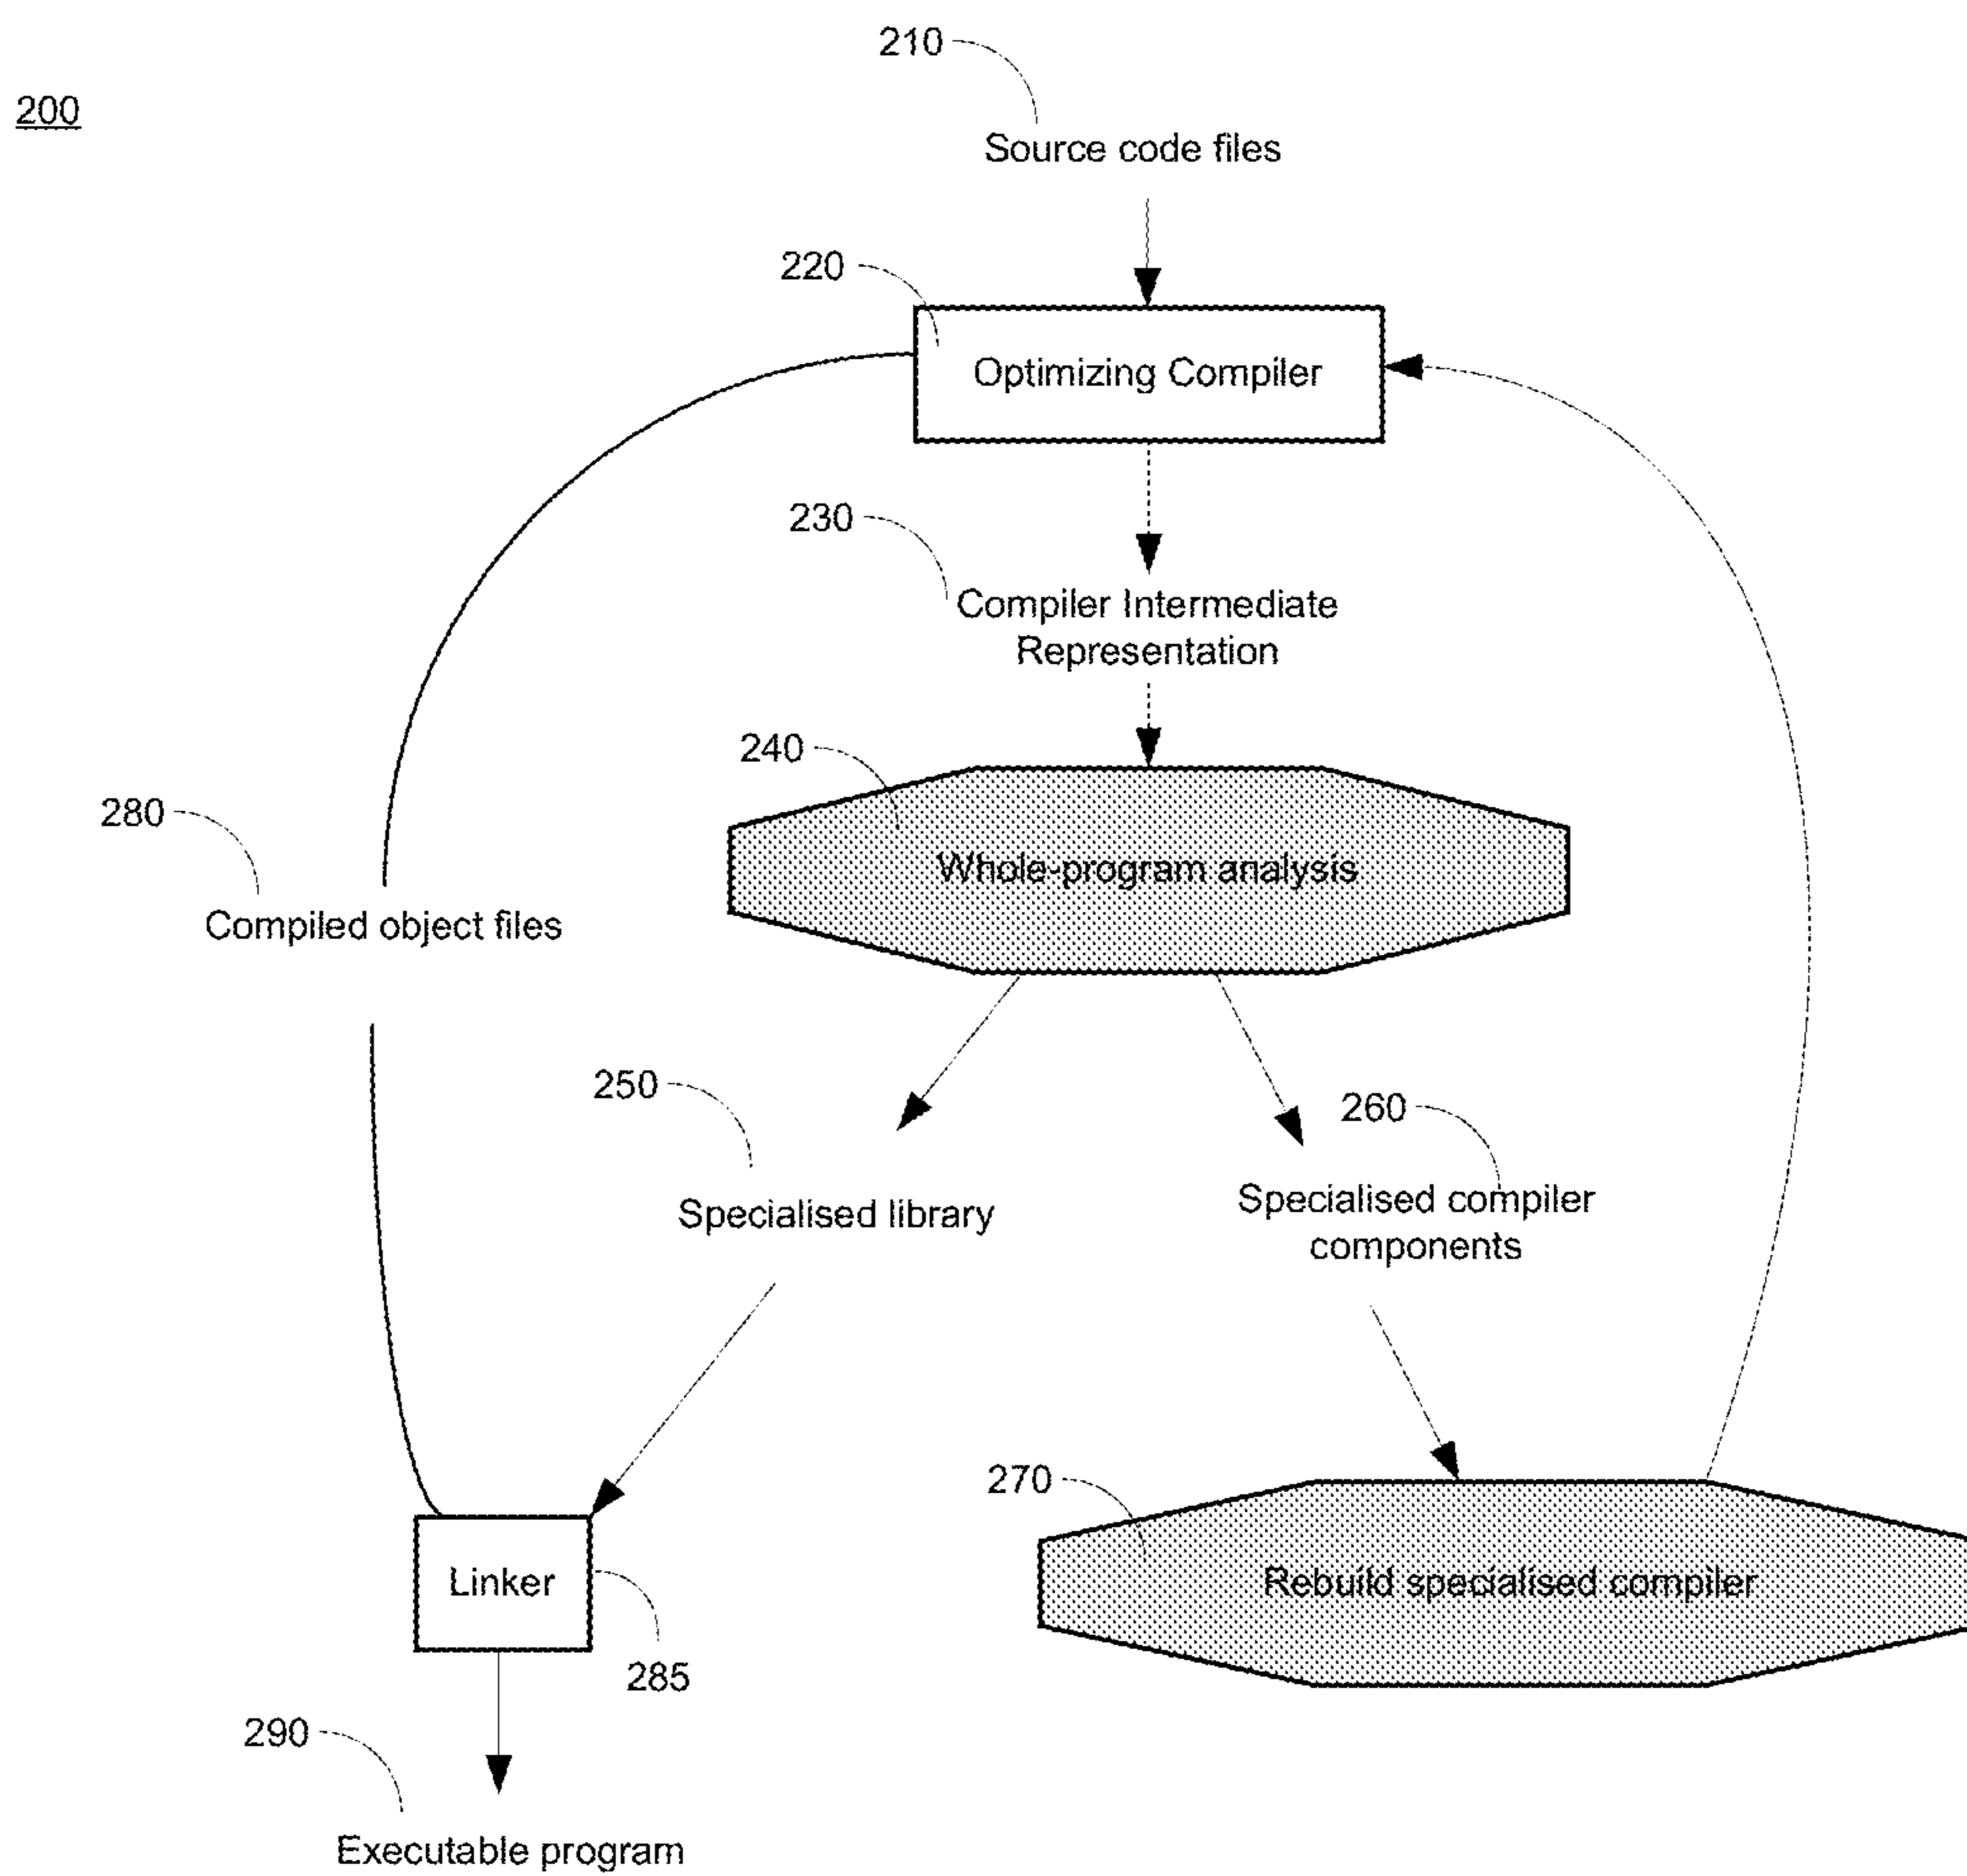 210
200
Source code files
220
Optimizing Compiler
230
Compiler Intermediate
Representation
240
280
Whole-program analysis
Compiled object files
250
260
Specialised library
Specialised compiler
components
270
Linker
Rebuild specialised compiler
285
290
Executable program